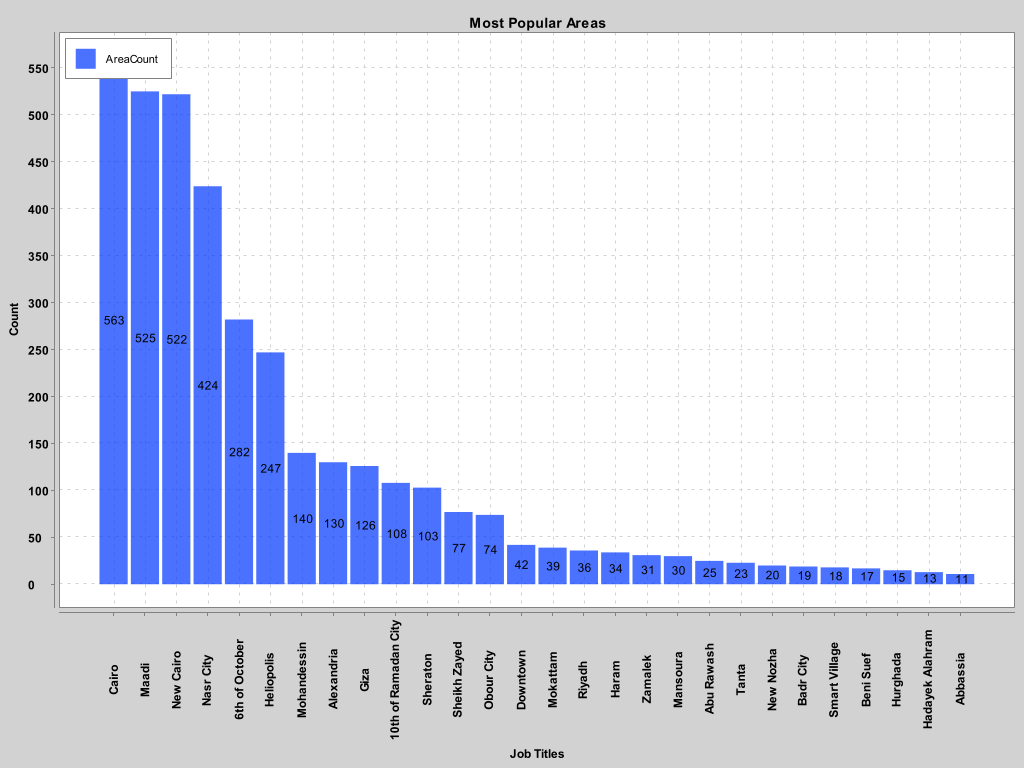 Most Popular Areas
AreaCount
550
500
450
400
350
300
250
200
150
100
50
0
Count
563
525
522
424
282
247
140
130
126
108
103
77
74
42
39
36
34
31
30
25
23
20
19
18
17
15
13
11
Cairo
Maadi
New Cairo
Nasr City
6th of October
Heliopolis
Mohandessin
Alexandria
Giza
10th of Ramadan City
Sheraton
Sheikh Zayed
Obour City
Downtown
Mokattam
Riyadh
Haram
Zamalek
Mansoura
Abu Rawash
Tanta
New Nozha
Badr City
Smart Village
Beni Suef
Hurghada
Hadayek Alahram
Abbassia
Job Titles